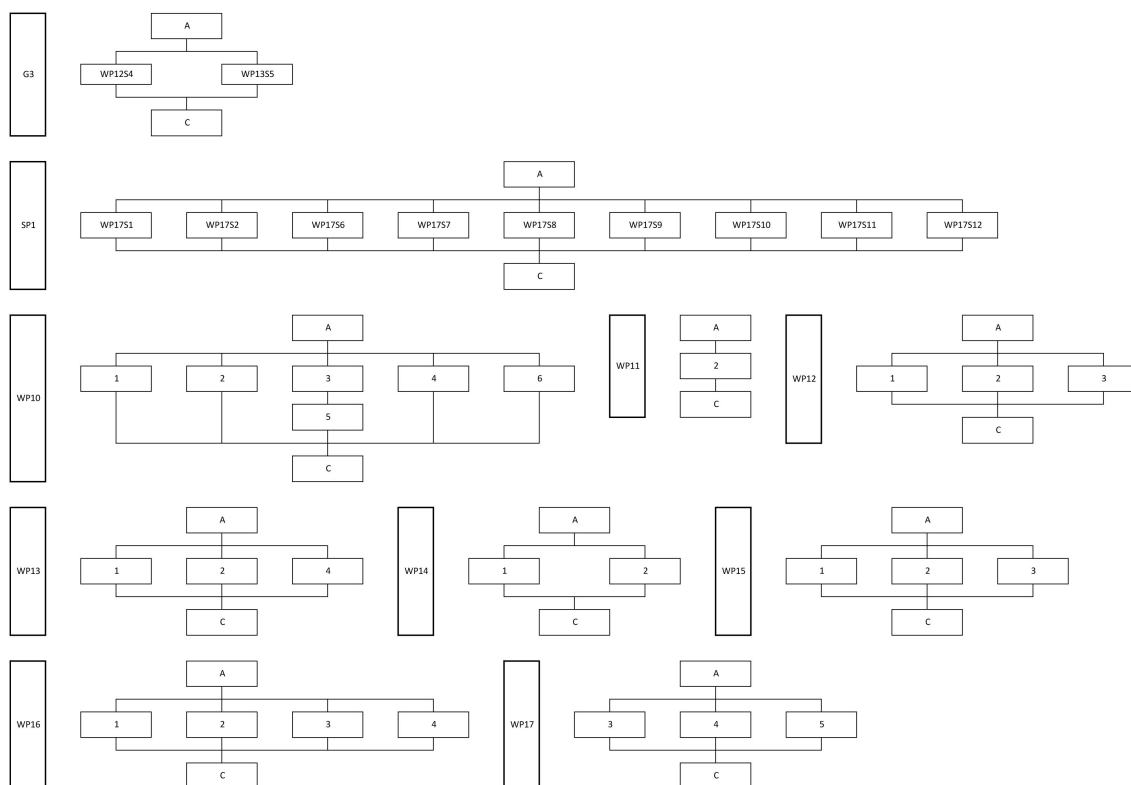 A
G3
WP12S4 WP13S5
C
A
SP1
WP17S1 WP17S2 WP17S6 WP17S7 WP17S8 WP17S9 WP17S10 WP17S11 WP17S12
C
WP10
A
1 2 3 4 6
5
C
WP11
A
2
C
WP12
A
1 2 3
C
WP13
A
1 2 4
C
WP14
A
1 2
C
WP15
A
1 2 3
C
WP16
A
1 2 3 4
C
WP17
A
3 4 5
C